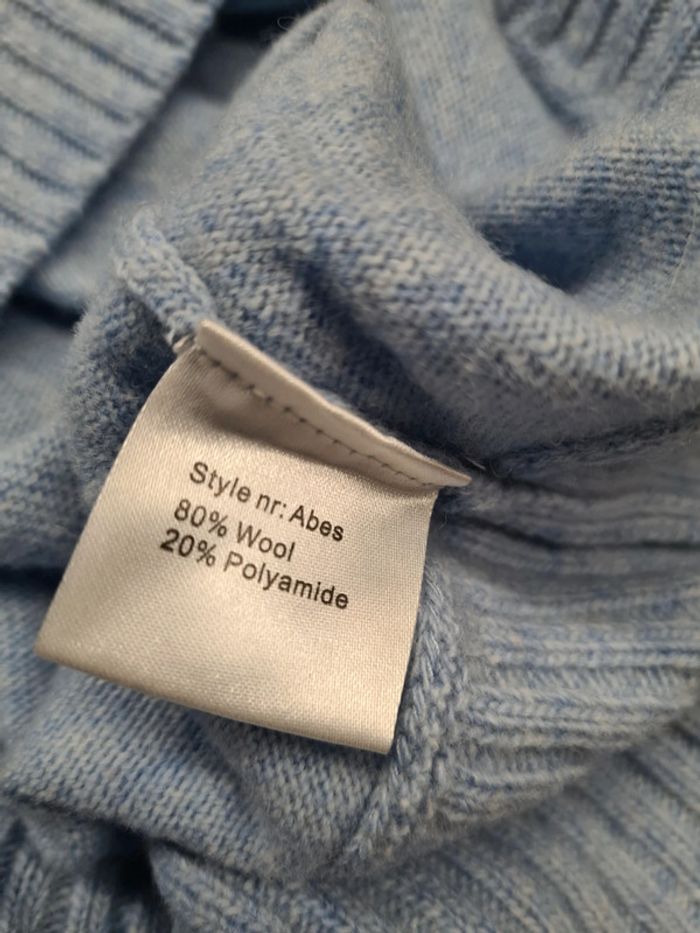 Style nr: Abes
80% Wool
20% Polyamide